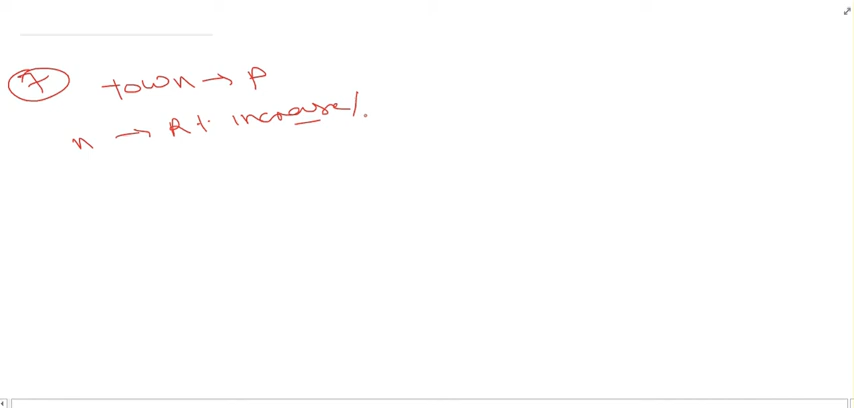 7 town → P
n → R% increase/.